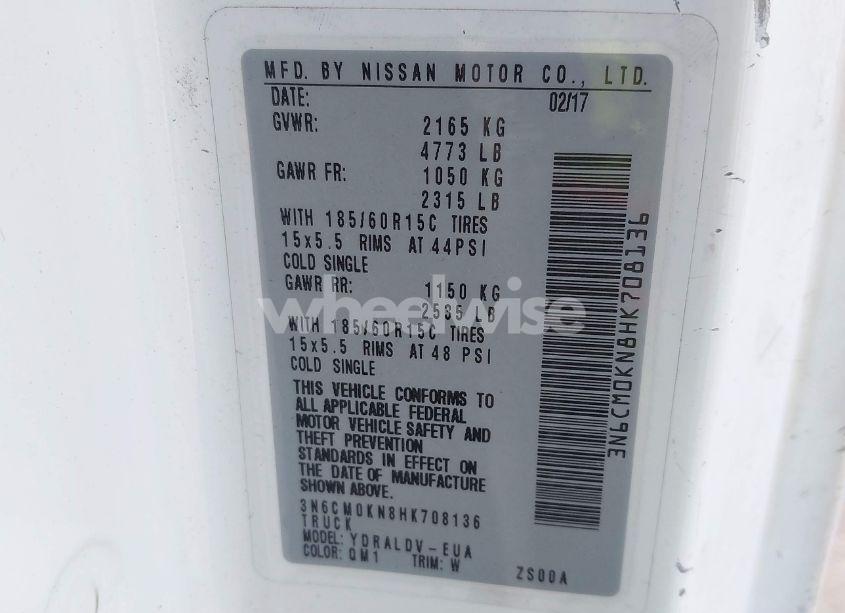 MFD. BY NISSAN MOTOR CO., LTD.
DATE: 02/17
GVWR: 2165 KG
4773 LB
GAWR FR: 1050 KG
2315 LB
WITH 185/60R15C TIRES
15x5.5 RIMS AT 44PSI
COLD SINGLE
GAWR RR: 1150 KG
2535 LB
wheelwise
WITH 185/60R15C TIRES
15x5.5 RIMS AT 48 PSI
COLD SINGLE
THIS VEHICLE CONFORMS TO
ALL APPLICABLE FEDERAL
MOTOR VEHICLE SAFETY AND
THEFT PREVENTION
STANDARDS IN EFFECT ON
THE DATE OF MANUFACTURE
SHOWN ABOVE.
3N6CM0KN8HK708136
TRUCK
MODEL: YDRALDV-EUA
COLOR: QM1 TRIM: W
ZS00A
3N6CM0KN8HK708136